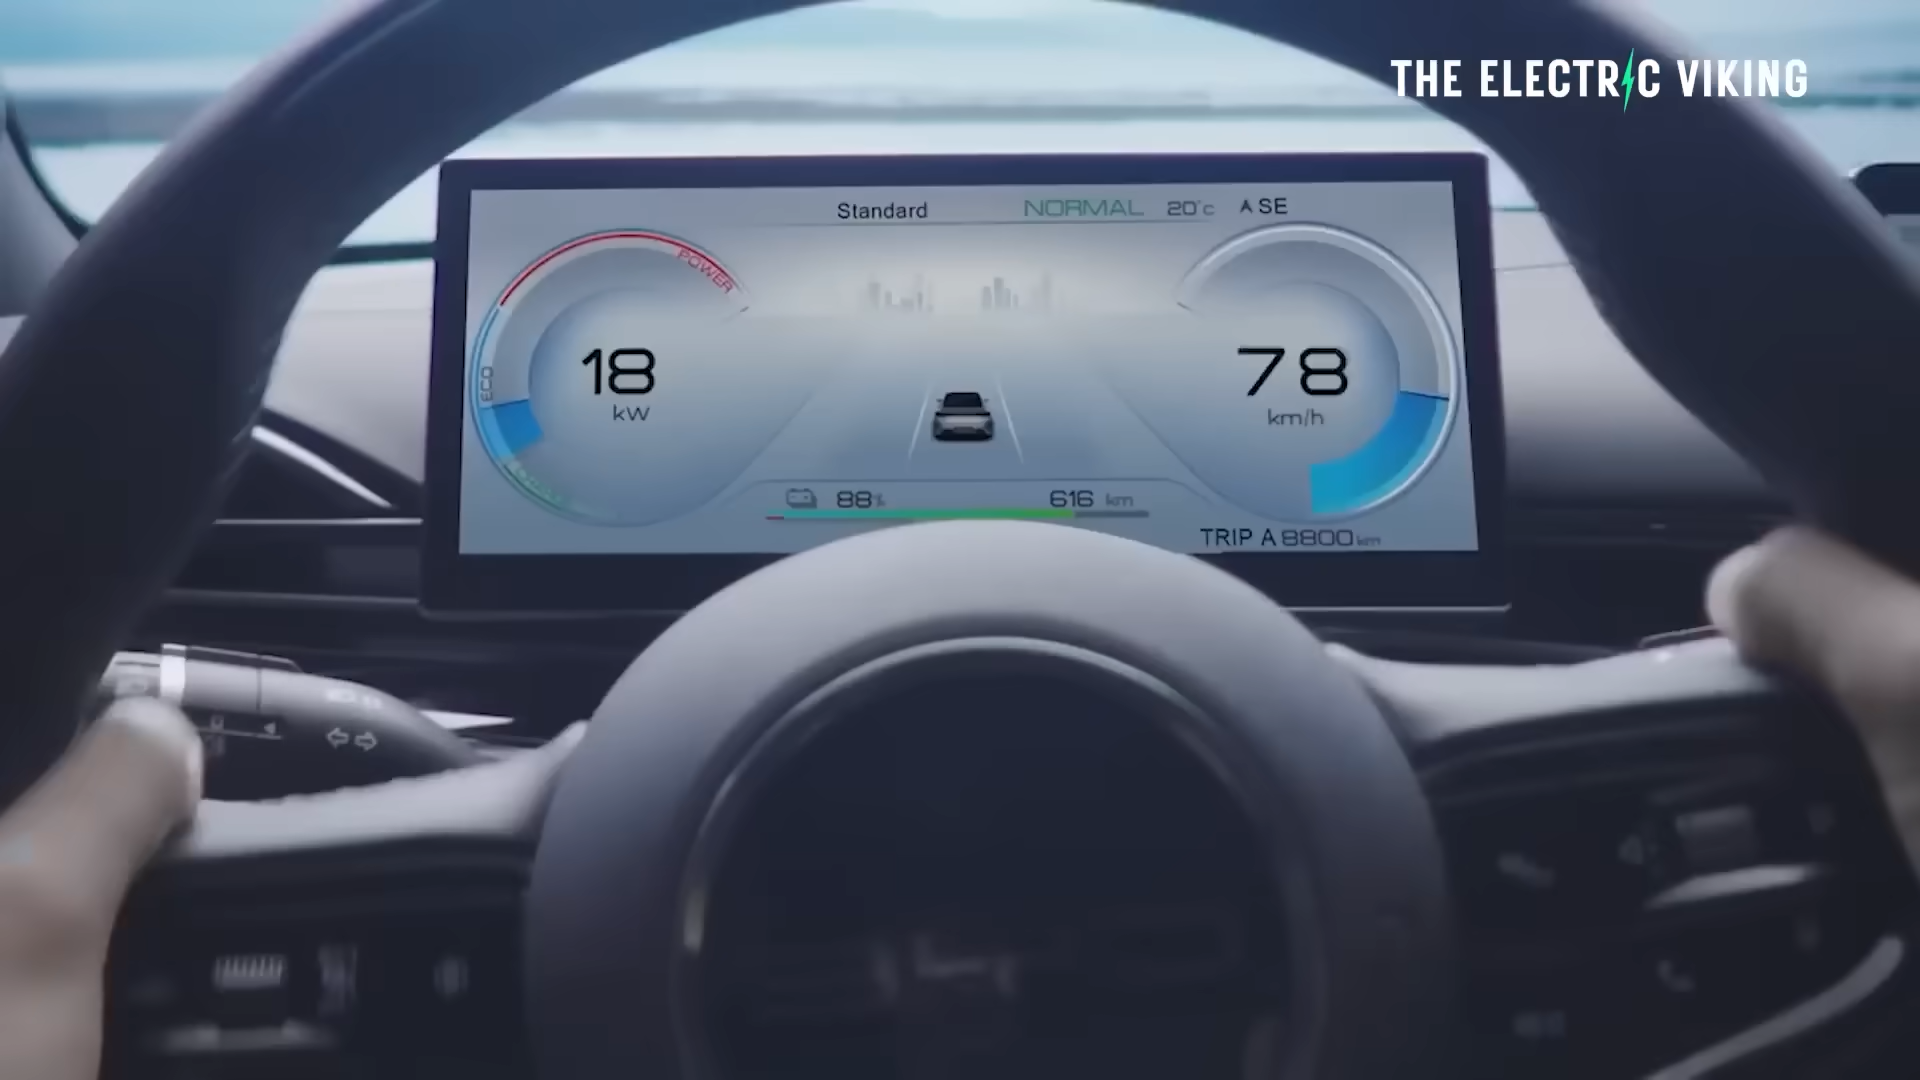 THE ELECTRIC VIKING
Standard NORMAL 20°c A SE
POWER
ECO
18
kW
78
km/h
88%
616 km
TRIP A 8800 km